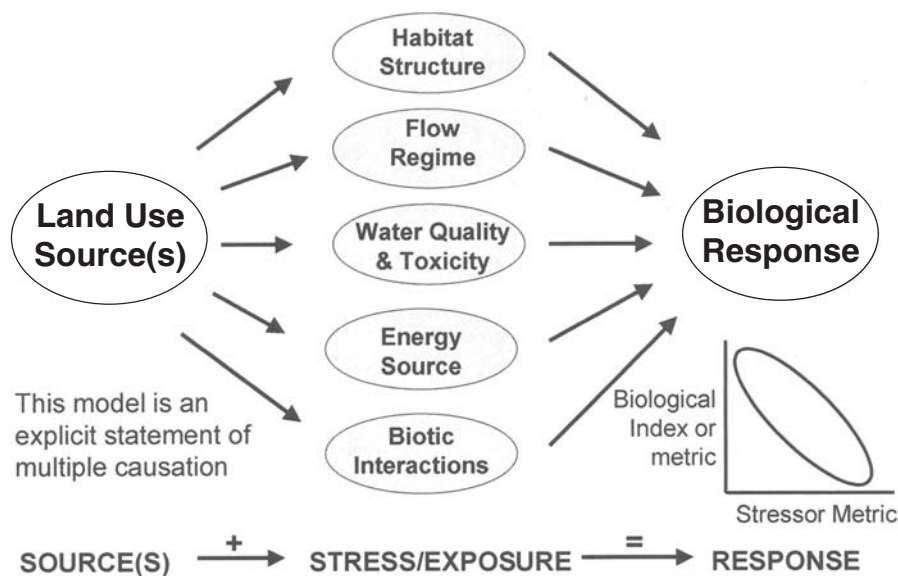 Habitat
Structure
Flow
Regime
Land Use
Source(s)
Water Quality
& Toxicity
Biological
Response
Energy
Source
Biotic
Interactions
This model is an
explicit statement of
multiple causation
Biological
Index or
metric
Stressor Metric
SOURCE(S) + STRESS/EXPOSURE = RESPONSE